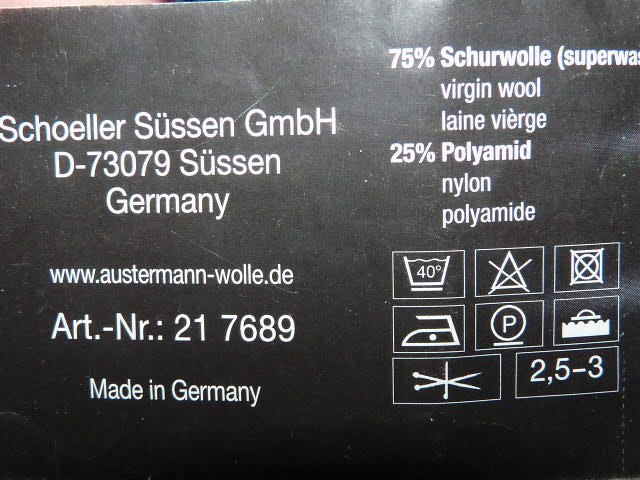 Schoeller Süssen GmbH
D-73079 Süssen
Germany
www.austermann-wolle.de
Art.-Nr.: 21 7689
Made in Germany
75% Schurwolle (superwas
virgin wool
laine vièrge
25% Polyamid
nylon
polyamide
40°
P
2,5–3